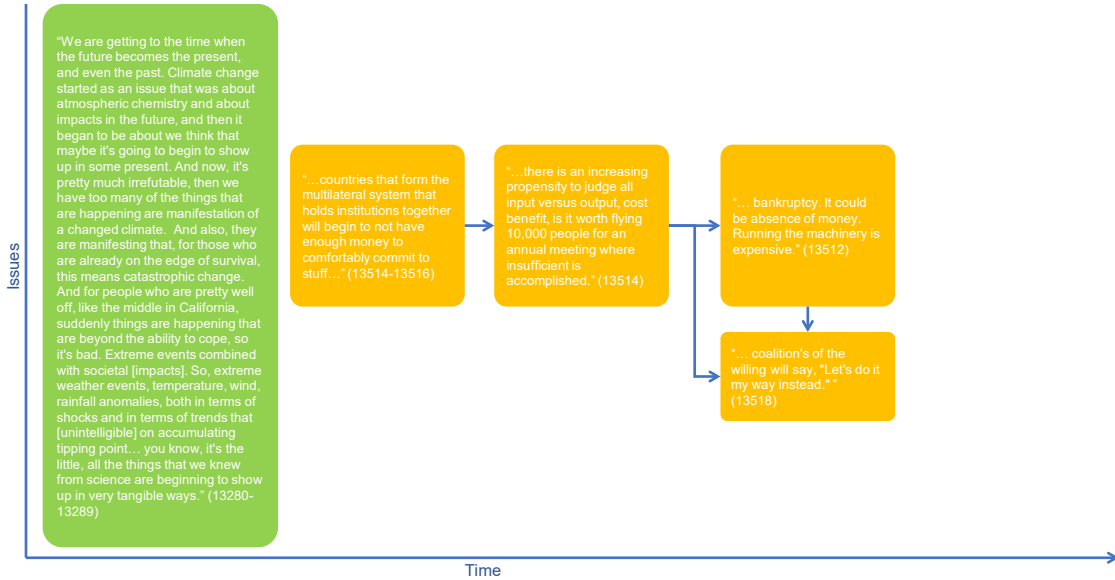 “We are getting to the time when
the future becomes the present,
and even the past. Climate change
started as an issue that was about
atmospheric chemistry and about
impacts in the future, and then it
began to be about we think that
maybe it's going to begin to show
up in some present. And now, it's
pretty much irrefutable, then we
have too many of the things that
are happening are manifestation of
a changed climate.  And also, they
are manifesting that, for those who
are already on the edge of survival,
this means catastrophic change.
And for people who are pretty well
off, like the middle in California,
suddenly things are happening that
are beyond the ability to cope, so
it's bad. Extreme events combined
with societal [impacts]. So, extreme
weather events, temperature, wind,
rainfall anomalies, both in terms of
shocks and in terms of trends that
[unintelligible] on accumulating
tipping point… you know, it's the
little, all the things that we knew
from science are beginning to show
up in very tangible ways.” (13280-
13289)
“…countries that form the
multilateral system that
holds institutions together
will begin to not have
enough money to
comfortably commit to
stuff…” (13514-13516)
“…there is an increasing
propensity to judge all
input versus output, cost
benefit, is it worth flying
10,000 people for an
annual meeting where
insufficient is
accomplished.” (13514)
“… bankruptcy. It could
be absence of money.
Running the machinery is
expensive.” (13512)
“… coalition's of the
willing will say, "Let's do it
my way instead." ”
(13518)
Issues
Time